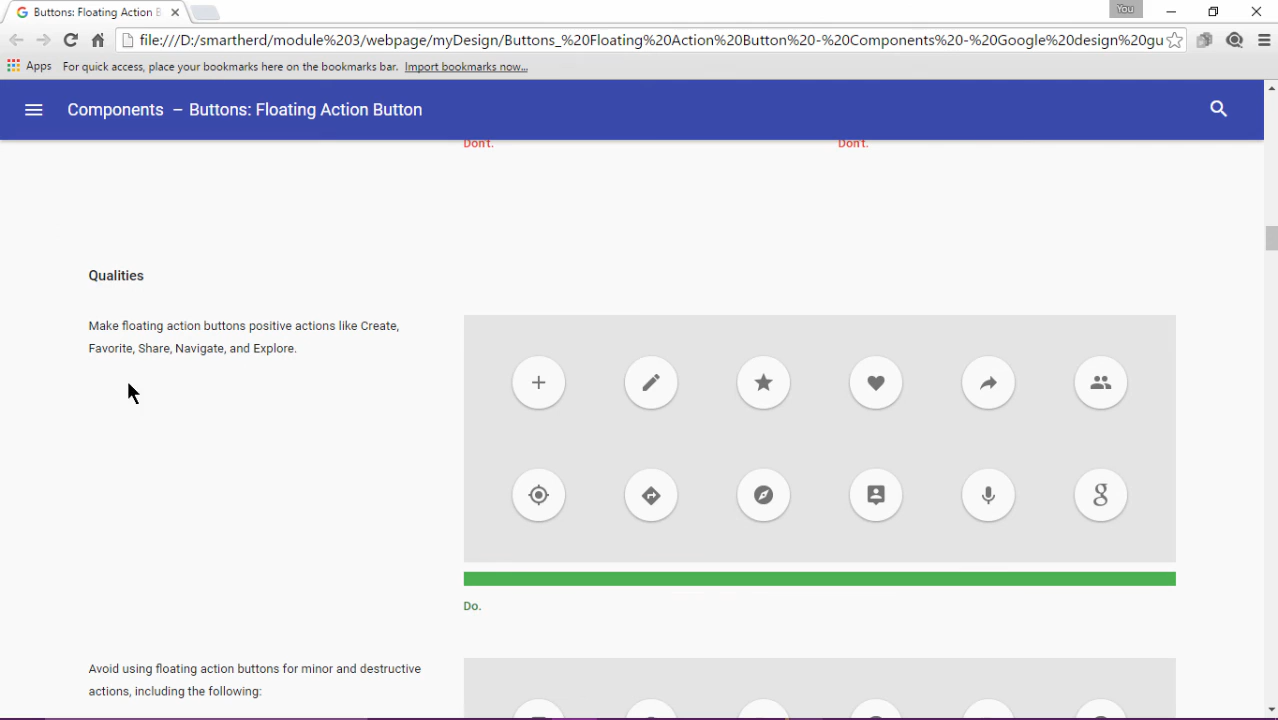 Buttons: Floating Action B
You
file:///D:/smartherd/module%203/webpage/myDesign/Buttons_%20Floating%20Action%20Button%20-%20Components%20-%20Google%20design%20gu
Apps For quick access, place your bookmarks here on the bookmarks bar. Import bookmarks now...
Components – Buttons: Floating Action Button
Dont. Dont.
Qualities
Make floating action buttons positive actions like Create,
Favorite, Share, Navigate, and Explore.
Do.
Avoid using floating action buttons for minor and destructive
actions, including the following: